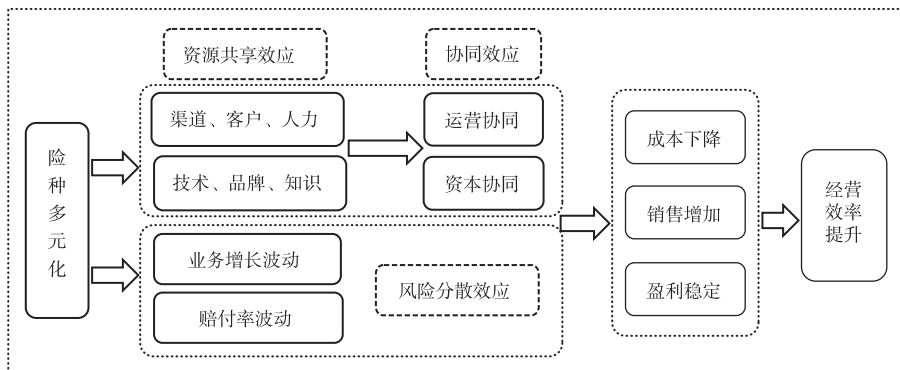 资源共享效应
协同效应
险种多元化
渠道、客户、人力
技术、品牌、知识
运营协同
资本协同
业务增长波动
赔付率波动
风险分散效应
成本下降
销售增加
盈利稳定
经营
效率
提升